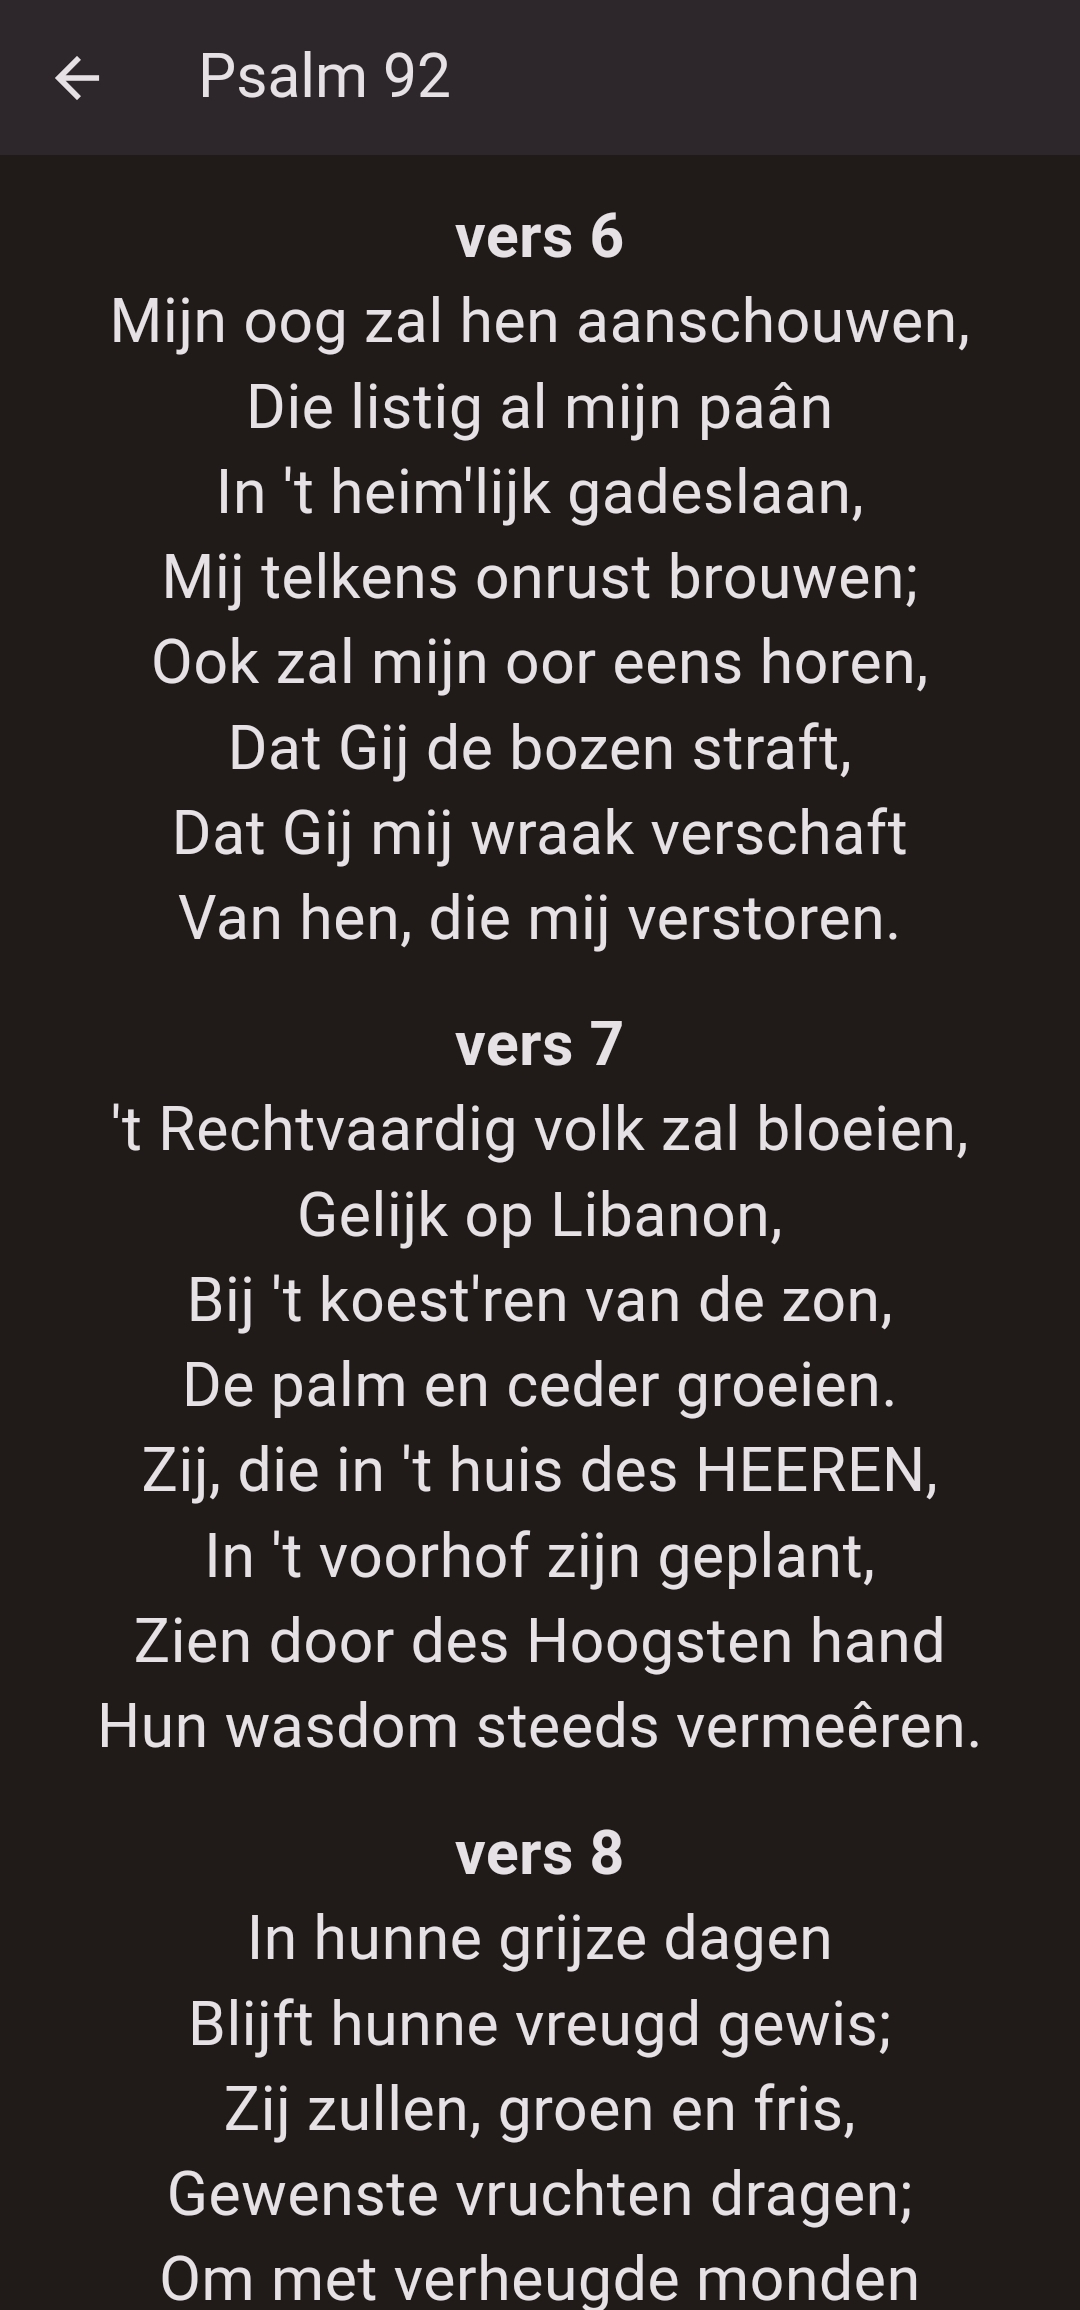 Psalm 92
vers 6
Mijn oog zal hen aanschouwen,
Die listig al mijn paân
In 't heim'lijk gadeslaan,
Mij telkens onrust brouwen;
Ook zal mijn oor eens horen,
Dat Gij de bozen straft,
Dat Gij mij wraak verschaft
Van hen, die mij verstoren.
vers 7
't Rechtvaardig volk zal bloeien,
Gelijk op Libanon,
Bij 't koest'ren van de zon,
De palm en ceder groeien.
Zij, die in 't huis des HEEREN,
In 't voorhof zijn geplant,
Zien door des Hoogsten hand
Hun wasdom steeds vermeêren.
vers 8
In hunne grijze dagen
Blijft hunne vreugd gewis;
Zij zullen, groen en fris,
Gewenste vruchten dragen;
Om met verheugde monden